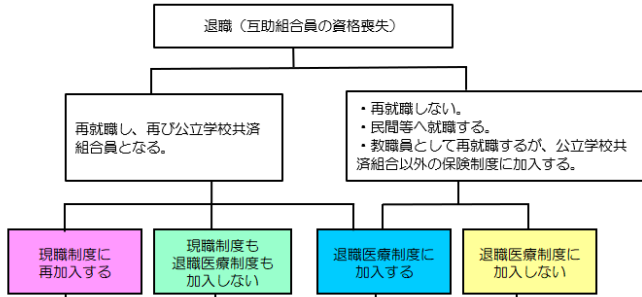 退職（互助組合員の資格喪失）
再就職し、再び公立学校共済
組合員となる。
・再就職しない。
・民間等へ就職する。
・教職員として再就職するが、公立学校共
済組合以外の保険制度に加入する。
現職制度に
再加入する
現職制度も
退職医療制度も
加入しない
退職医療制度に
加入する
退職医療制度に
加入しない